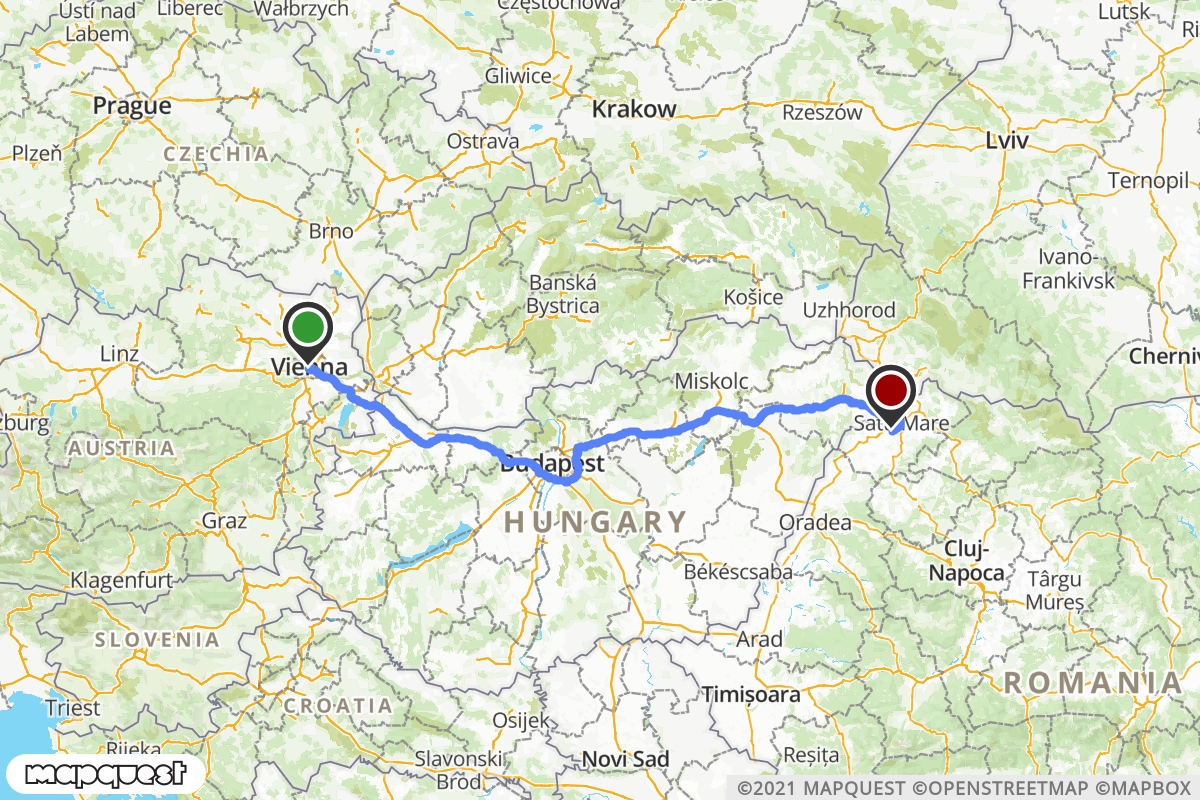 Ústí nad
Labem
Liberec
Wałbrzych
Częstochowa
Lutsk
Gliwice
Prague
Krakow
Rzeszów
Plzeň
CZECHIA
Ostrava
Lviv
Ternopil
Brno
Ivano-
Frankivsk
Banská
Bystrica
Košice
Uzhhorod
Linz
Vienna
Miskolc
AUSTRIA
Satu Mare
Budapest
HUNGARY
Graz
Oradea
Cluj-
Napoca
Klagenfurt
Békéscsaba
Târgu
Mureș
SLOVENIA
Arad
ROMANIA
Timișoara
Triest
CROATIA
Osijek
Rijeka
Slavonski
Brod
Novi Sad
Reșița
mapquest
©2021 MAPQUEST ©OPENSTREETMAP ©MAPBOX